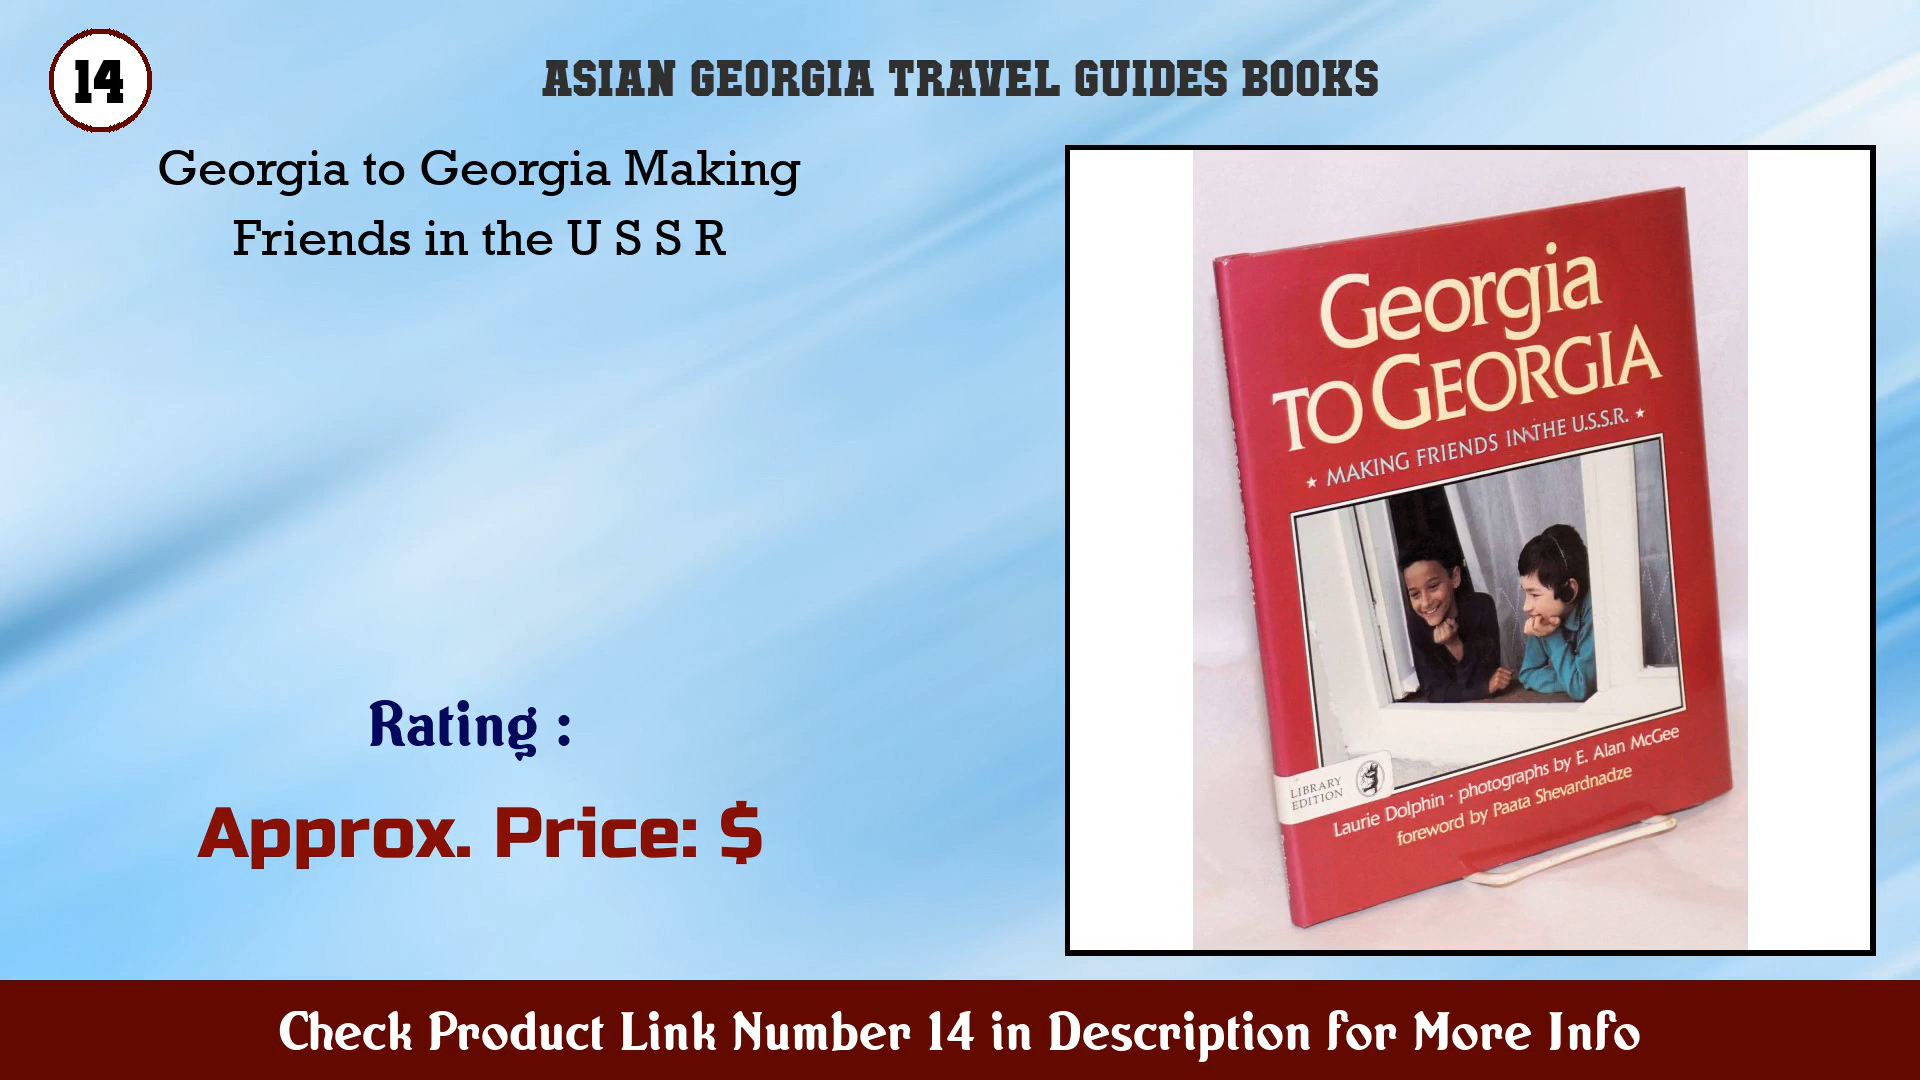 14
ASIAN GEORGIA TRAVEL GUIDES BOOKS
Georgia to Georgia Making
Friends in the U S S R
Georgia
TO GEORGIA
★ MAKING FRIENDS IN THE U.S.S.R. ★
LIBRARY
EDITION
Laurie Dolphin · photographs by E. Alan McGee
foreword by Paata Shevardnadze
Rating :
Approx. Price: $
Check Product Link Number 14 in Description for More Info